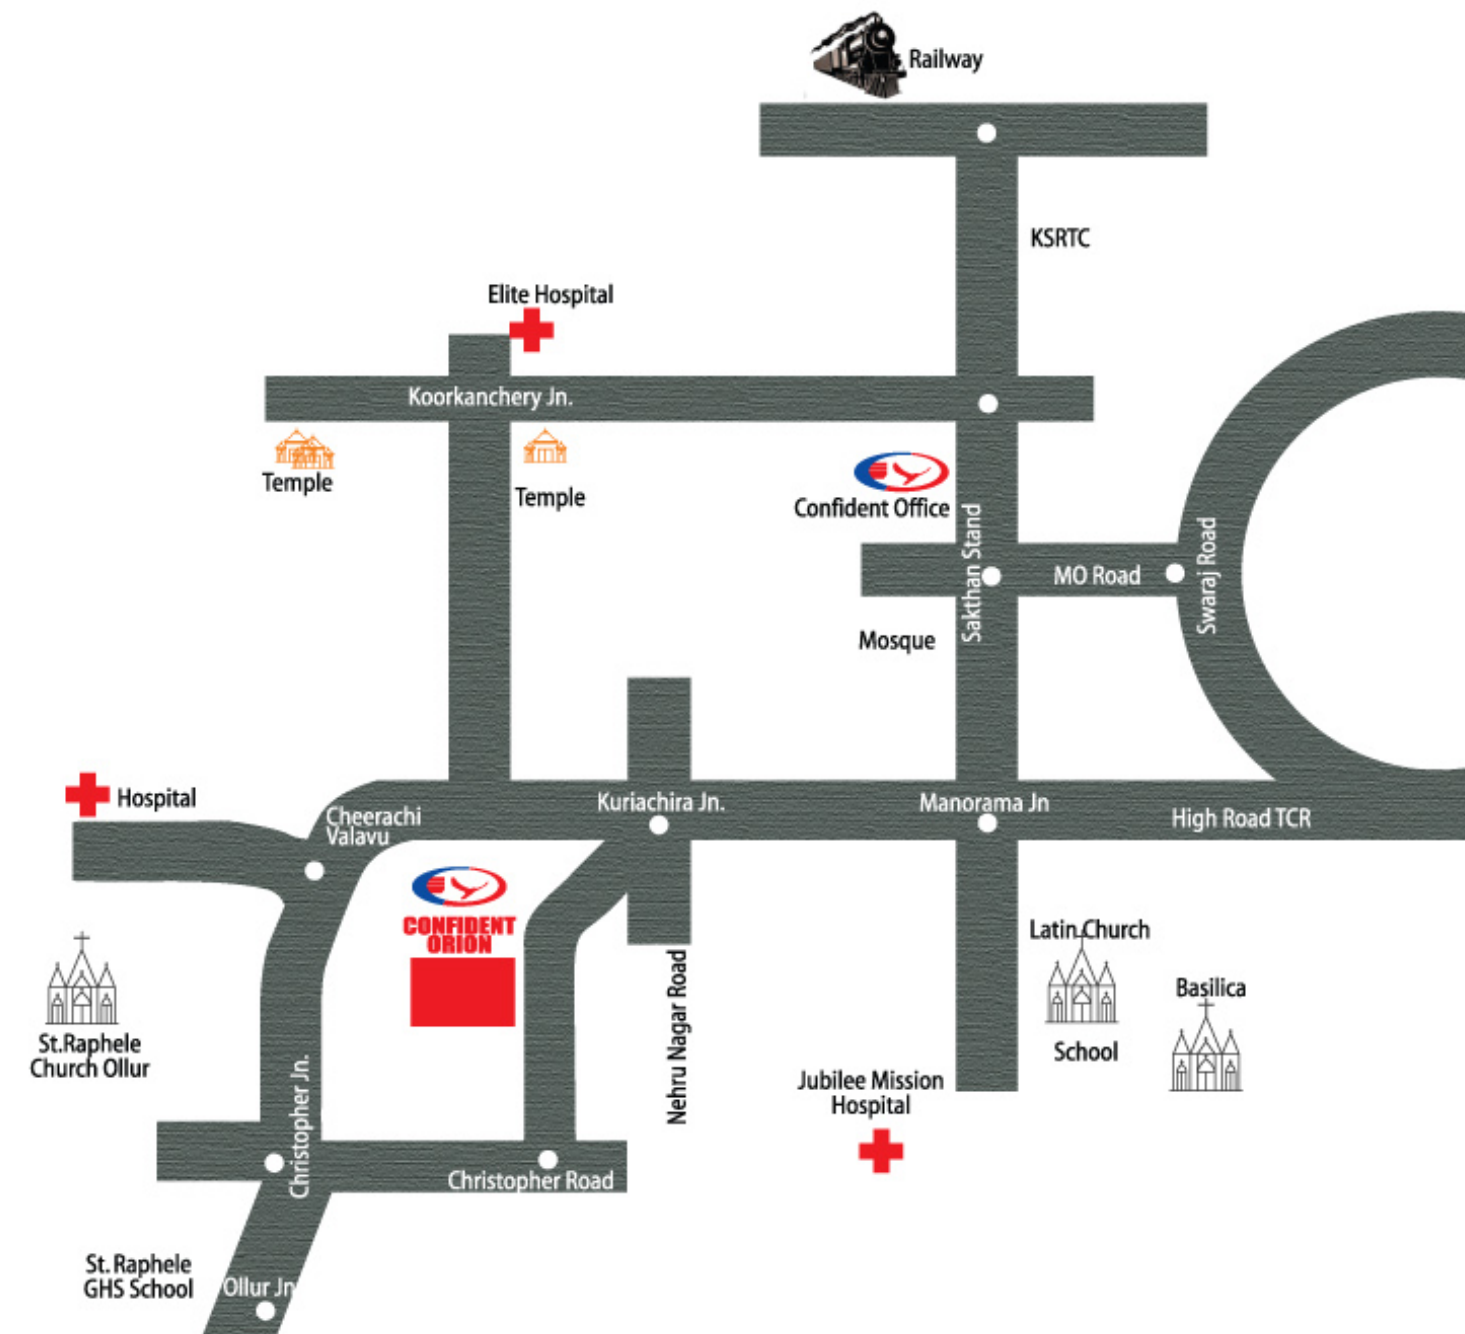 Railway
KSRTC
Elite Hospital
Koorkanchery Jn.
Temple
Temple
Confident Office
Sakthan Stand
MO Road
Swaraj Road
Mosque
Hospital
Cheerachi
Valavu
Kuriachira Jn.
Manorama Jn
High Road TCR
CONFIDENT
ORION
Latin Church
Basilica
School
Nehru Nagar Road
St.Raphele
Church Ollur
Christopher Jn.
Jubilee Mission
Hospital
Christopher Road
St. Raphele
GHS School
Ollur Jn